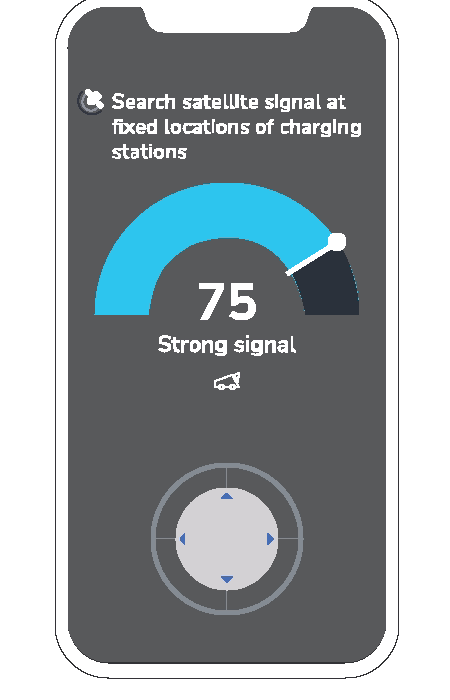 Search satellite signal at
fixed locations of charging
stations
75
Strong signal